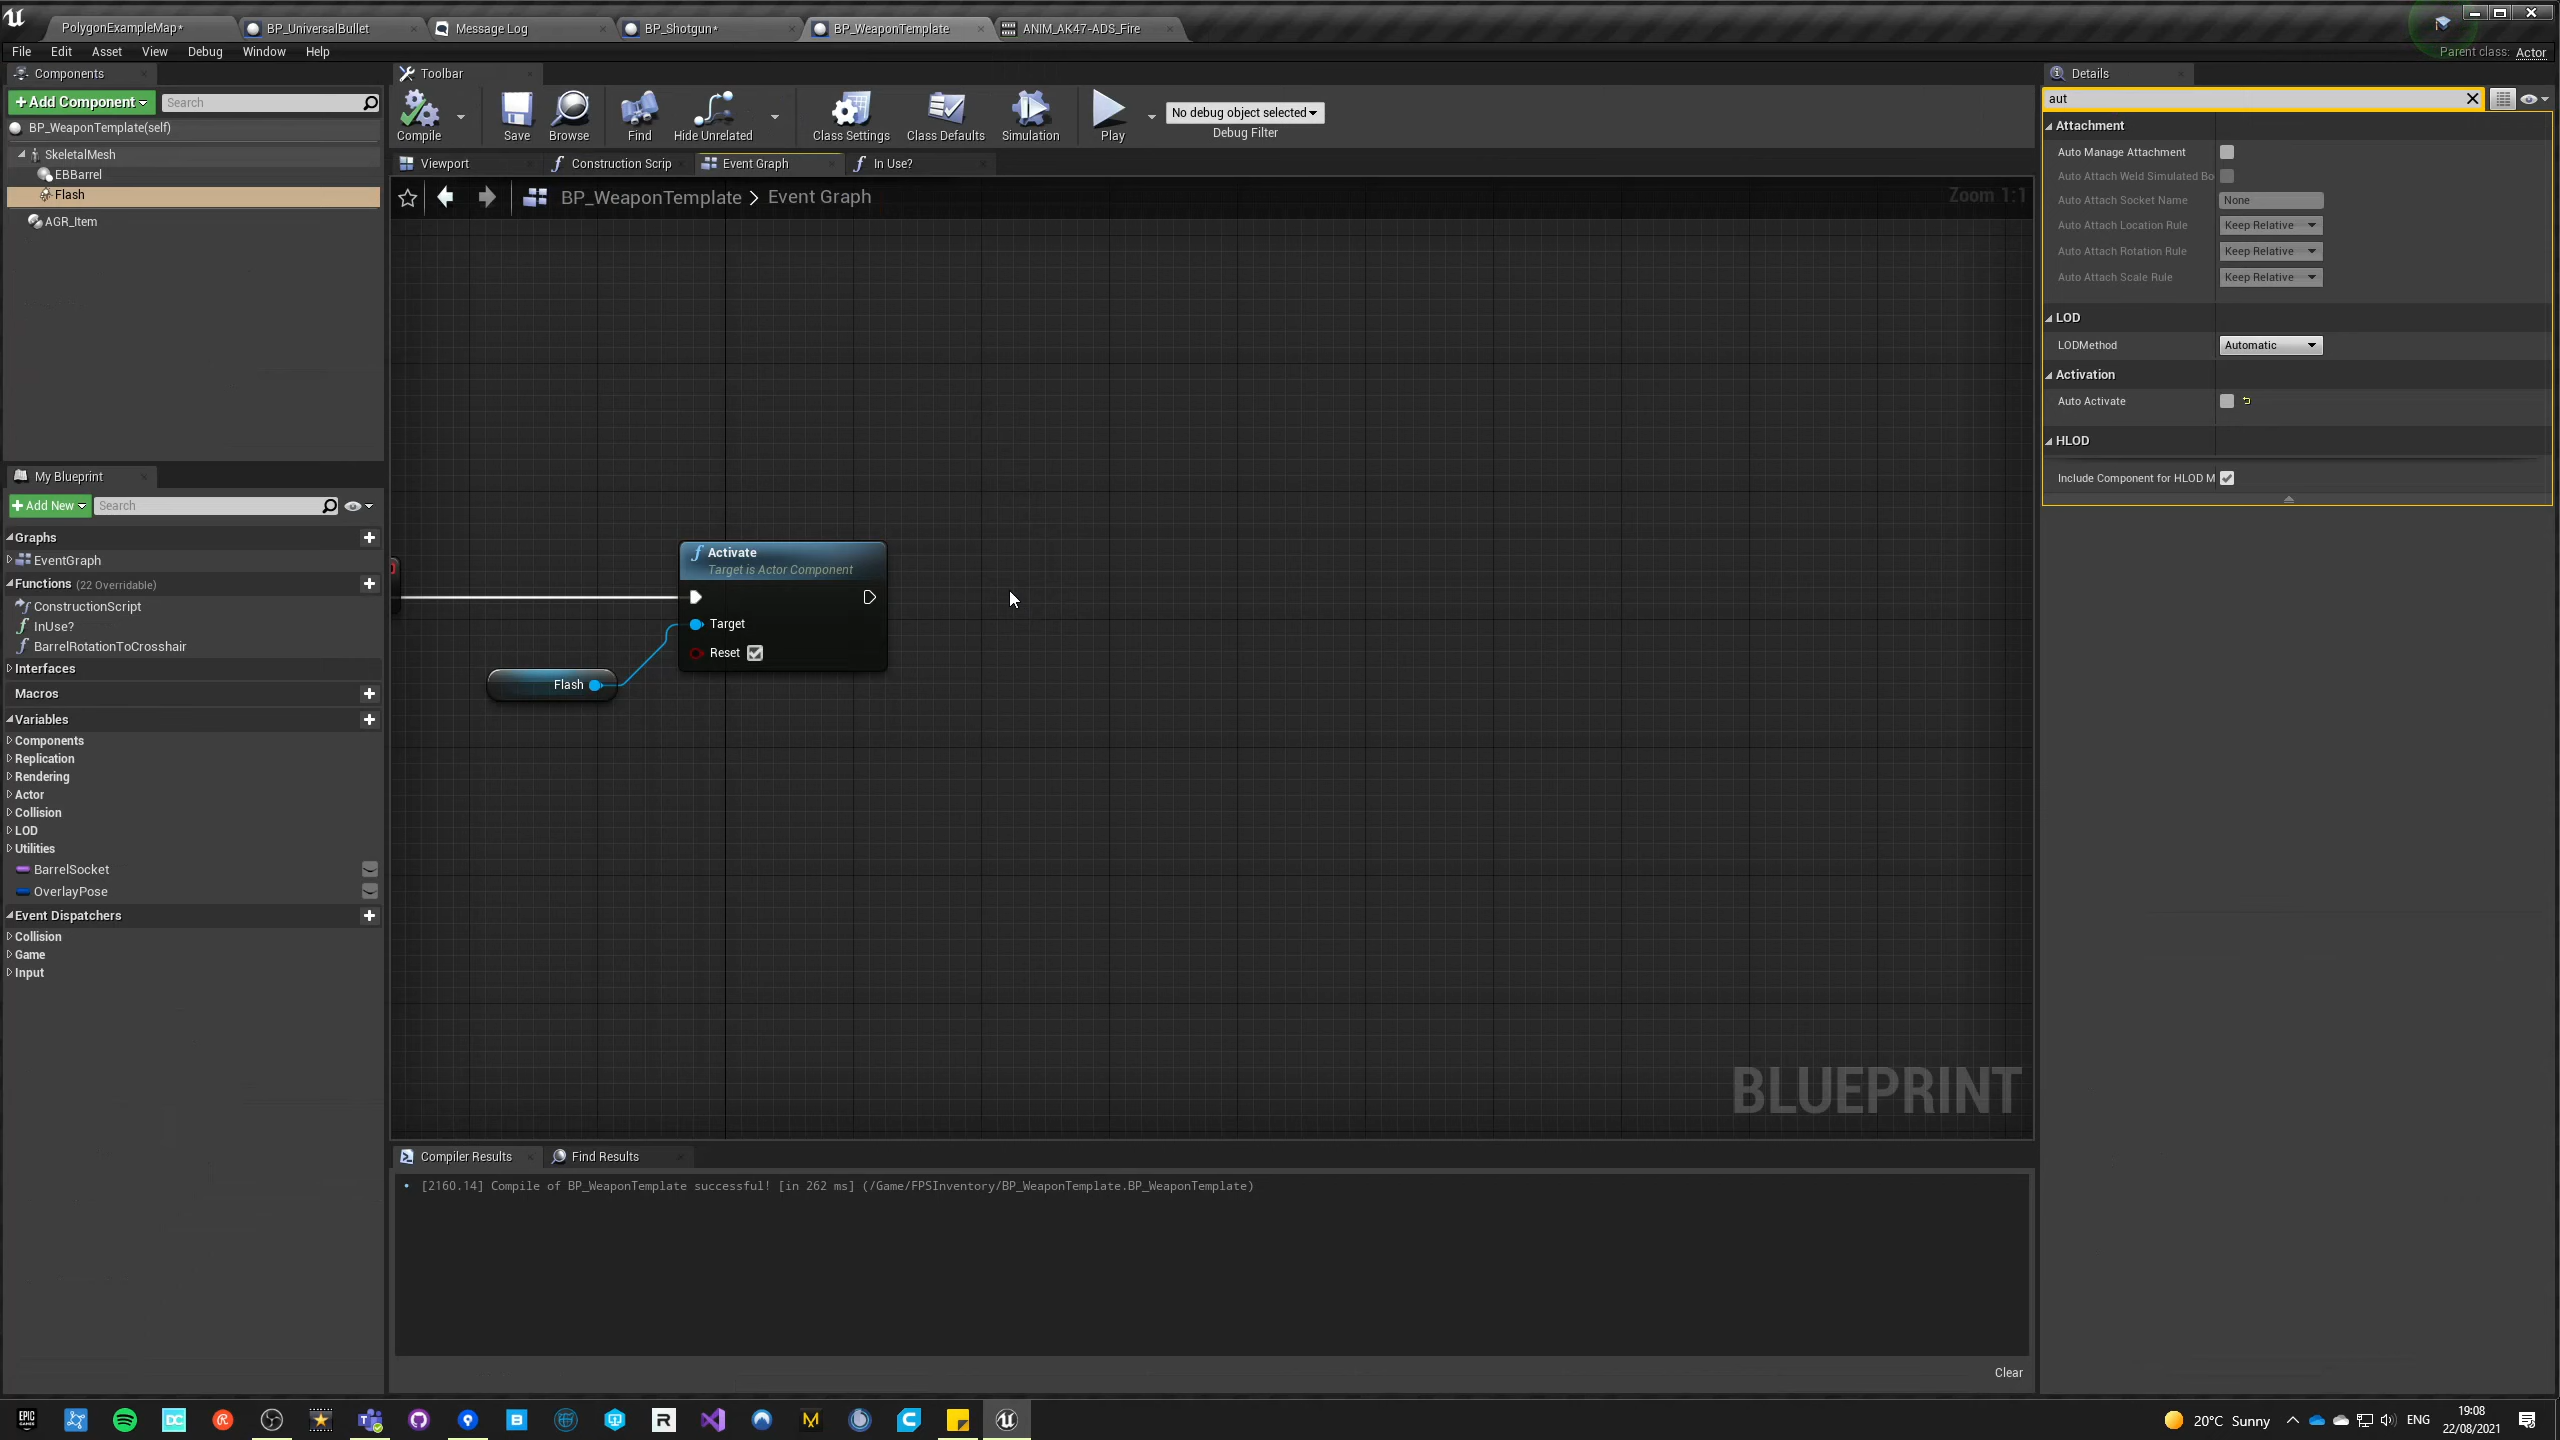 PolygonExampleMap*
BP_UniversalBullet
Message Log
BP_Shotgun*
BP_WeaponTemplate
ANIM_AK47-ADS_Fire
File Edit Asset View Debug Window Help
Parent class: Actor
Components
Add Component
Search
BP_WeaponTemplate(self)
SkeletalMesh
EBBarrel
Flash
AGR_Item
My Blueprint
Add New
Search
Graphs
EventGraph
Functions (22 Overridable)
ConstructionScript
InUse?
BarrelRotationToCrosshair
Interfaces
Macros
Variables
Components
Replication
Rendering
Actor
Collision
LOD
Utilities
BarrelSocket
OverlayPose
Event Dispatchers
Collision
Game
Input
Toolbar
Compile
Save
Browse
Find
Hide Unrelated
Class Settings
Class Defaults
Simulation
Play
No debug object selected
Debug Filter
Viewport
Construction Scrip
Event Graph
In Use?
BP_WeaponTemplate > Event Graph
Zoom 1:1
Activate
Target is Actor Component
Target
Reset
Flash
BLUEPRINT
Compiler Results
Find Results
[2160.14] Compile of BP_WeaponTemplate successful! [in 262 ms] (/Game/FPSInventory/BP_WeaponTemplate.BP_WeaponTemplate)
Clear
Details
aut
Attachment
Auto Manage Attachment
Auto Attach Weld Simulated Bo
Auto Attach Socket Name None
Auto Attach Location Rule Keep Relative
Auto Attach Rotation Rule Keep Relative
Auto Attach Scale Rule Keep Relative
LOD
LODMethod Automatic
Activation
Auto Activate
HLOD
Include Component for HLOD M
EPIC GAMES
DC
20°C Sunny
ENG
19:08
22/08/2021